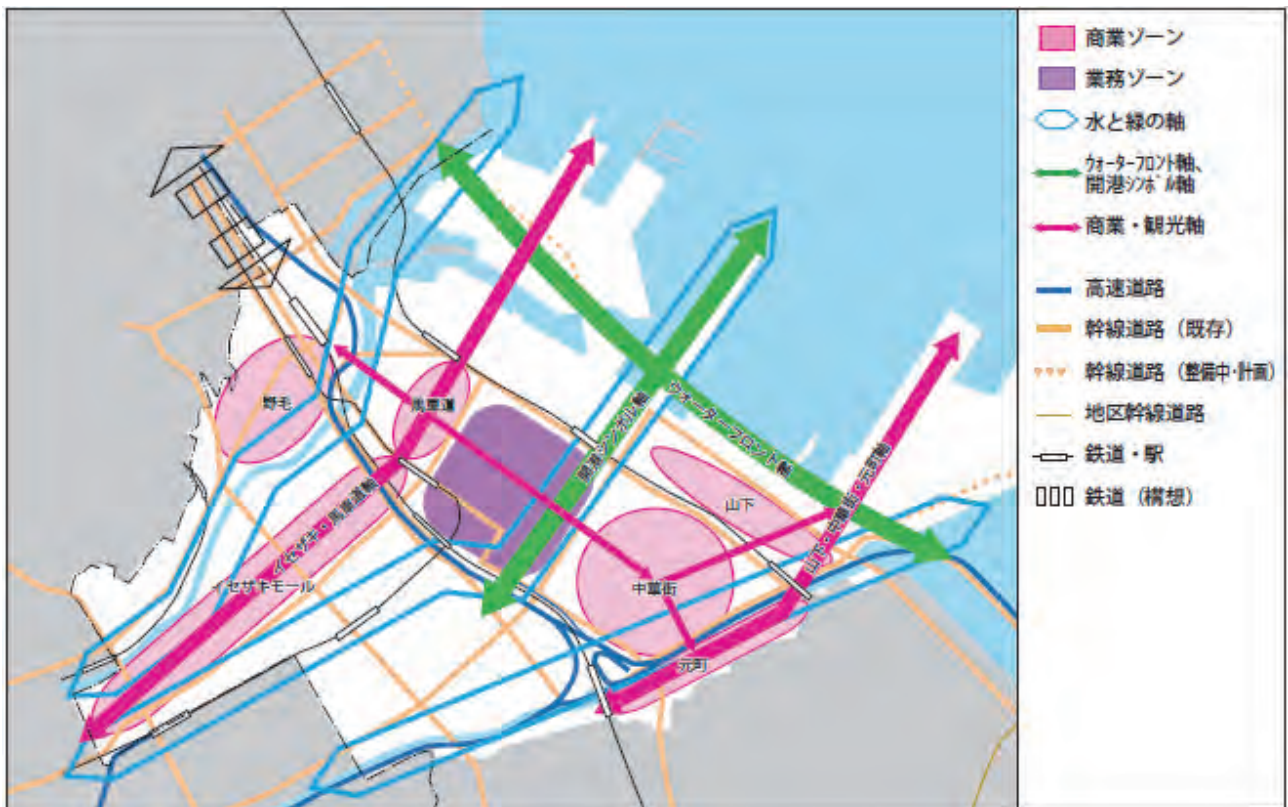 商業ゾーン
業務ゾーン
水と緑の軸
ウォーターフロント軸、
開港シンボル軸
商業・観光軸
高速道路
幹線道路（既存）
幹線道路（整備中・計画）
地区幹線道路
鉄道・駅
鉄道（構想）
野毛
馬車道
開港シンボル軸
ウォーターフロント軸
山下
山下・中華街・元町軸
イセザキ・馬車道軸
イセザキモール
中華街
元町